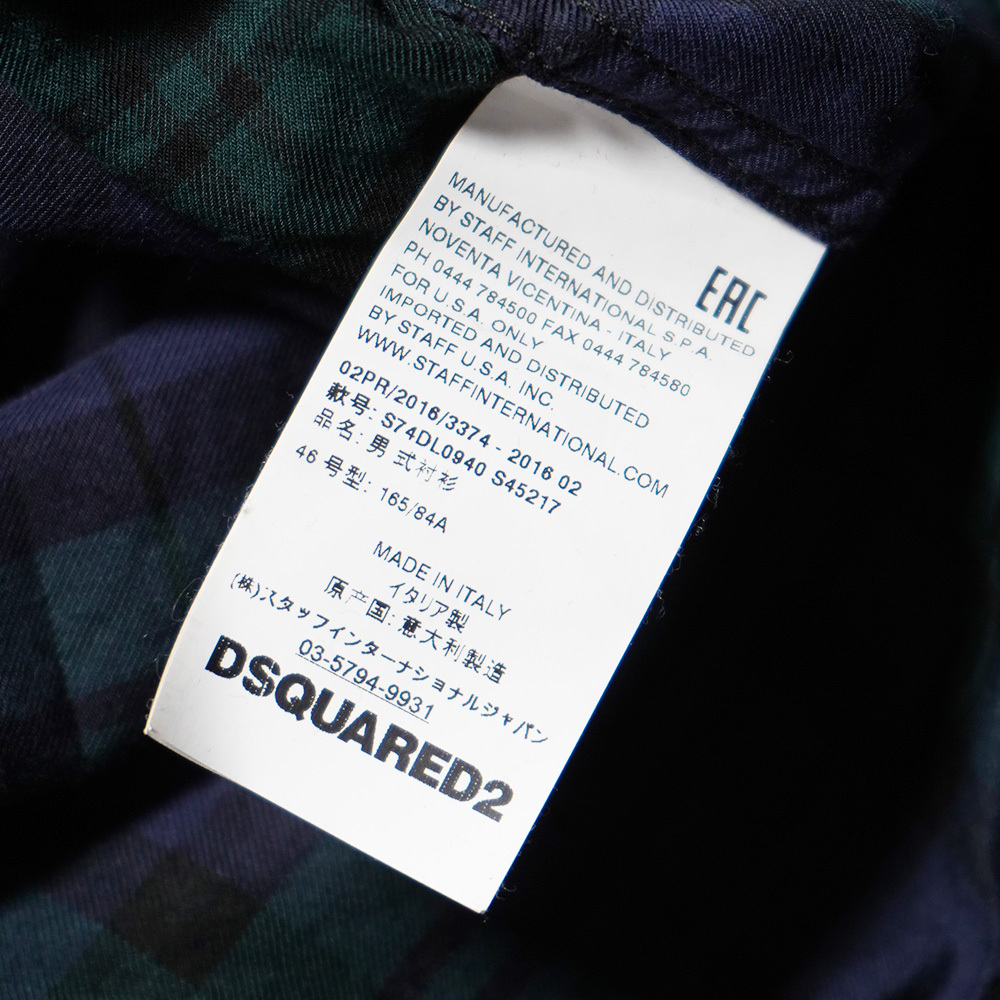 MANUFACTURED AND DISTRIBUTED
BY STAFF INTERNATIONAL S.P.A.
NOVENTA VICENTINA - ITALY
PH 0444 784500 FAX 0444 784580
FOR U.S.A. ONLY
IMPORTED AND DISTRIBUTED
BY STAFF U.S.A. INC.
WWW.STAFFINTERNATIONAL.COM
EAC
02PR/2016/3374 - 2016 02
款号: S74DL0940 S45217
品名: 男式衬衫
46 号型: 165/84A
MADE IN ITALY
イタリア製
原产国: 意大利製造
(株)スタッフインターナショナルジャパン
03-5794-9931
DSQUARED2